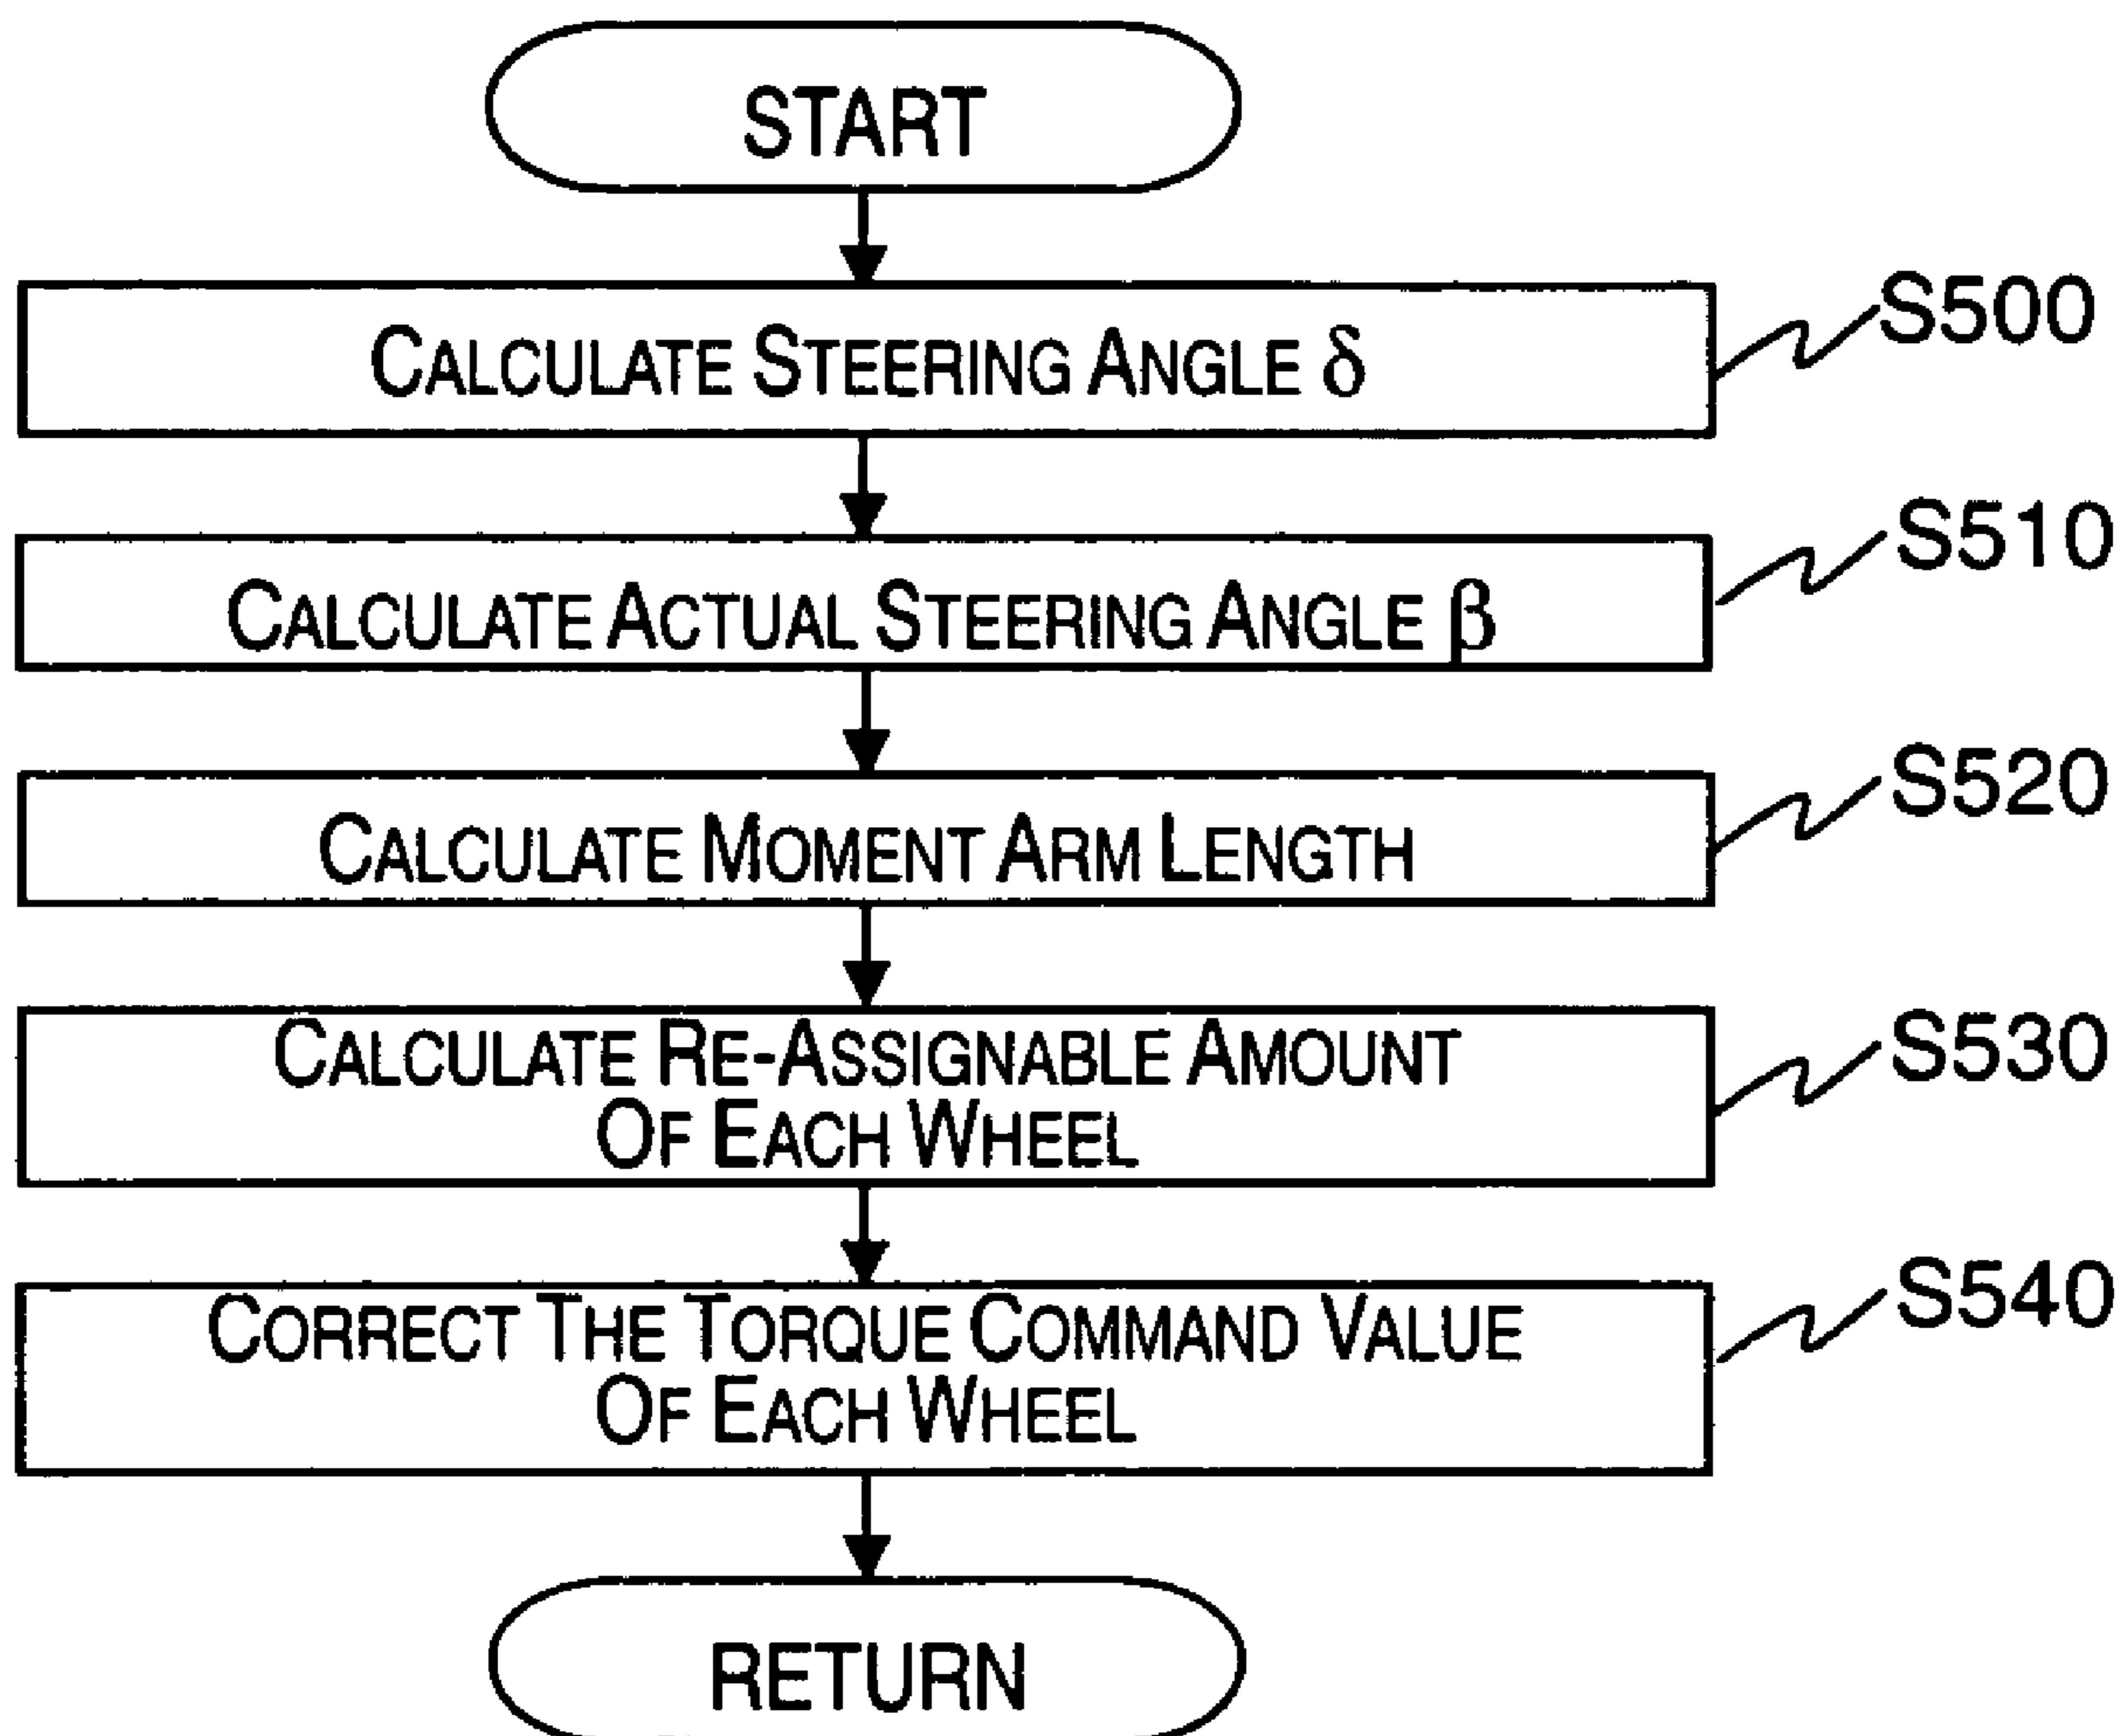 START
CALCULATE STEERING ANGLE δ
S500
CALCULATE ACTUAL STEERING ANGLE β
S510
CALCULATE MOMENT ARM LENGTH
S520
CALCULATE RE-ASSIGNABLE AMOUNT
OF EACH WHEEL
S530
CORRECT THE TORQUE COMMAND VALUE
OF EACH WHEEL
S540
RETURN